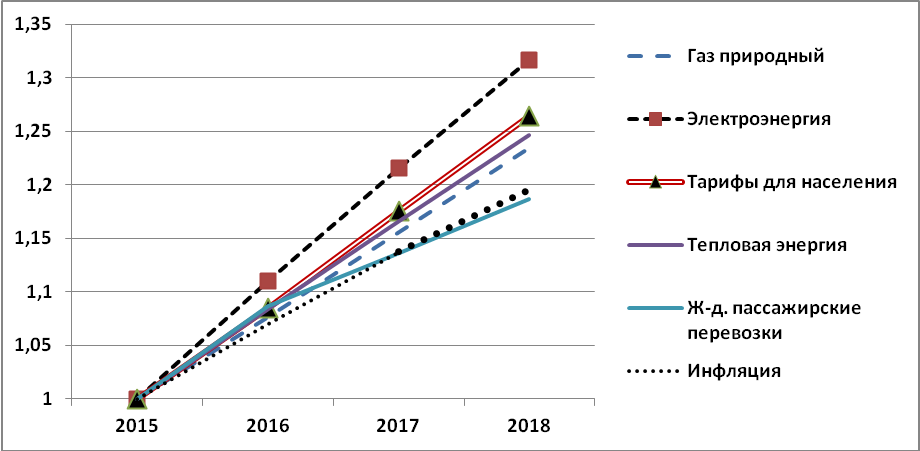 1,35
1,3
1,25
1,2
1,15
1,1
1,05
1
2015 2016 2017 2018
Газ природный
Электроэнергия
Тарифы для населения
Тепловая энергия
Ж-д. пассажирские
перевозки
Инфляция